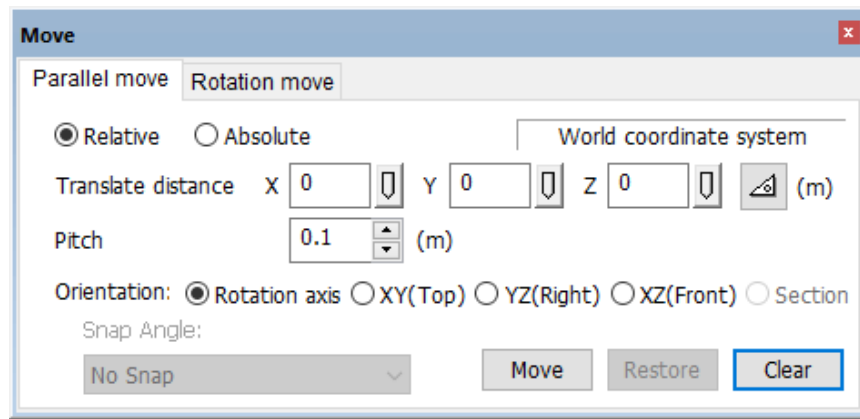 Move
Parallel move Rotation move
Relative Absolute World coordinate system
Translate distance X 0 Y 0 Z 0 (m)
Pitch 0.1 (m)
Orientation: Rotation axis XY(Top) YZ(Right) XZ(Front) Section
Snap Angle:
No Snap Move Restore Clear